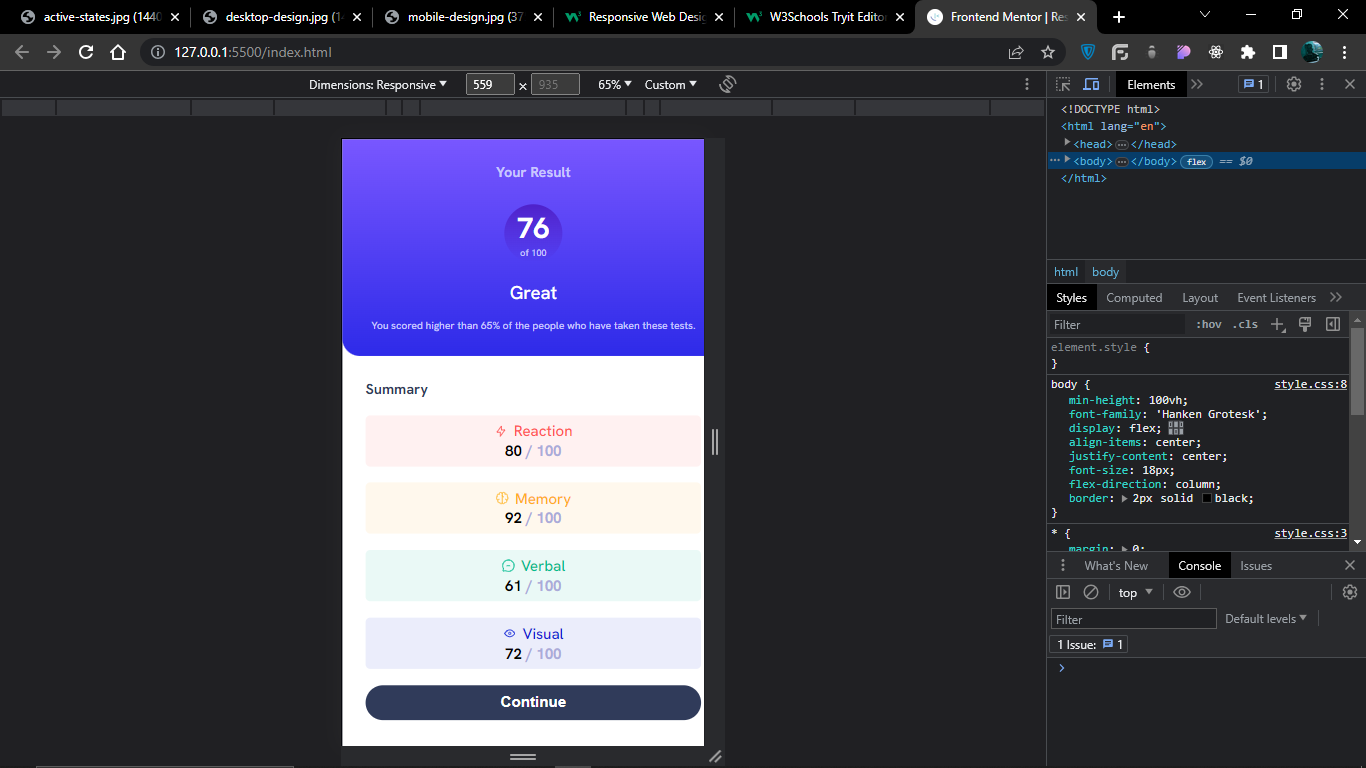 active-states.jpg (1440
desktop-design.jpg (14
mobile-design.jpg (37
Responsive Web Desig
W3Schools Tryit Editor
Frontend Mentor | Res
127.0.0.1:5500/index.html
Dimensions: Responsive
559 × 935
65%
Custom
Your Result
76
of 100
Great
You scored higher than 65% of the people who have taken these tests.
Summary
Reaction
80 / 100
Memory
92 / 100
Verbal
61 / 100
Visual
72 / 100
Continue
Elements
1
<!DOCTYPE html>
<html lang="en">
<head>…</head>
<body>…</body> flex == $0
</html>
html body
Styles Computed Layout Event Listeners
Filter :hov .cls
element.style {
}
body { style.css:8
min-height: 100vh;
font-family: 'Hanken Grotesk';
display: flex;
align-items: center;
justify-content: center;
font-size: 18px;
flex-direction: column;
border: 2px solid black;
}
* { style.css:3
margin: 0;
What's New Console Issues
top
Filter Default levels
1 Issue: 1